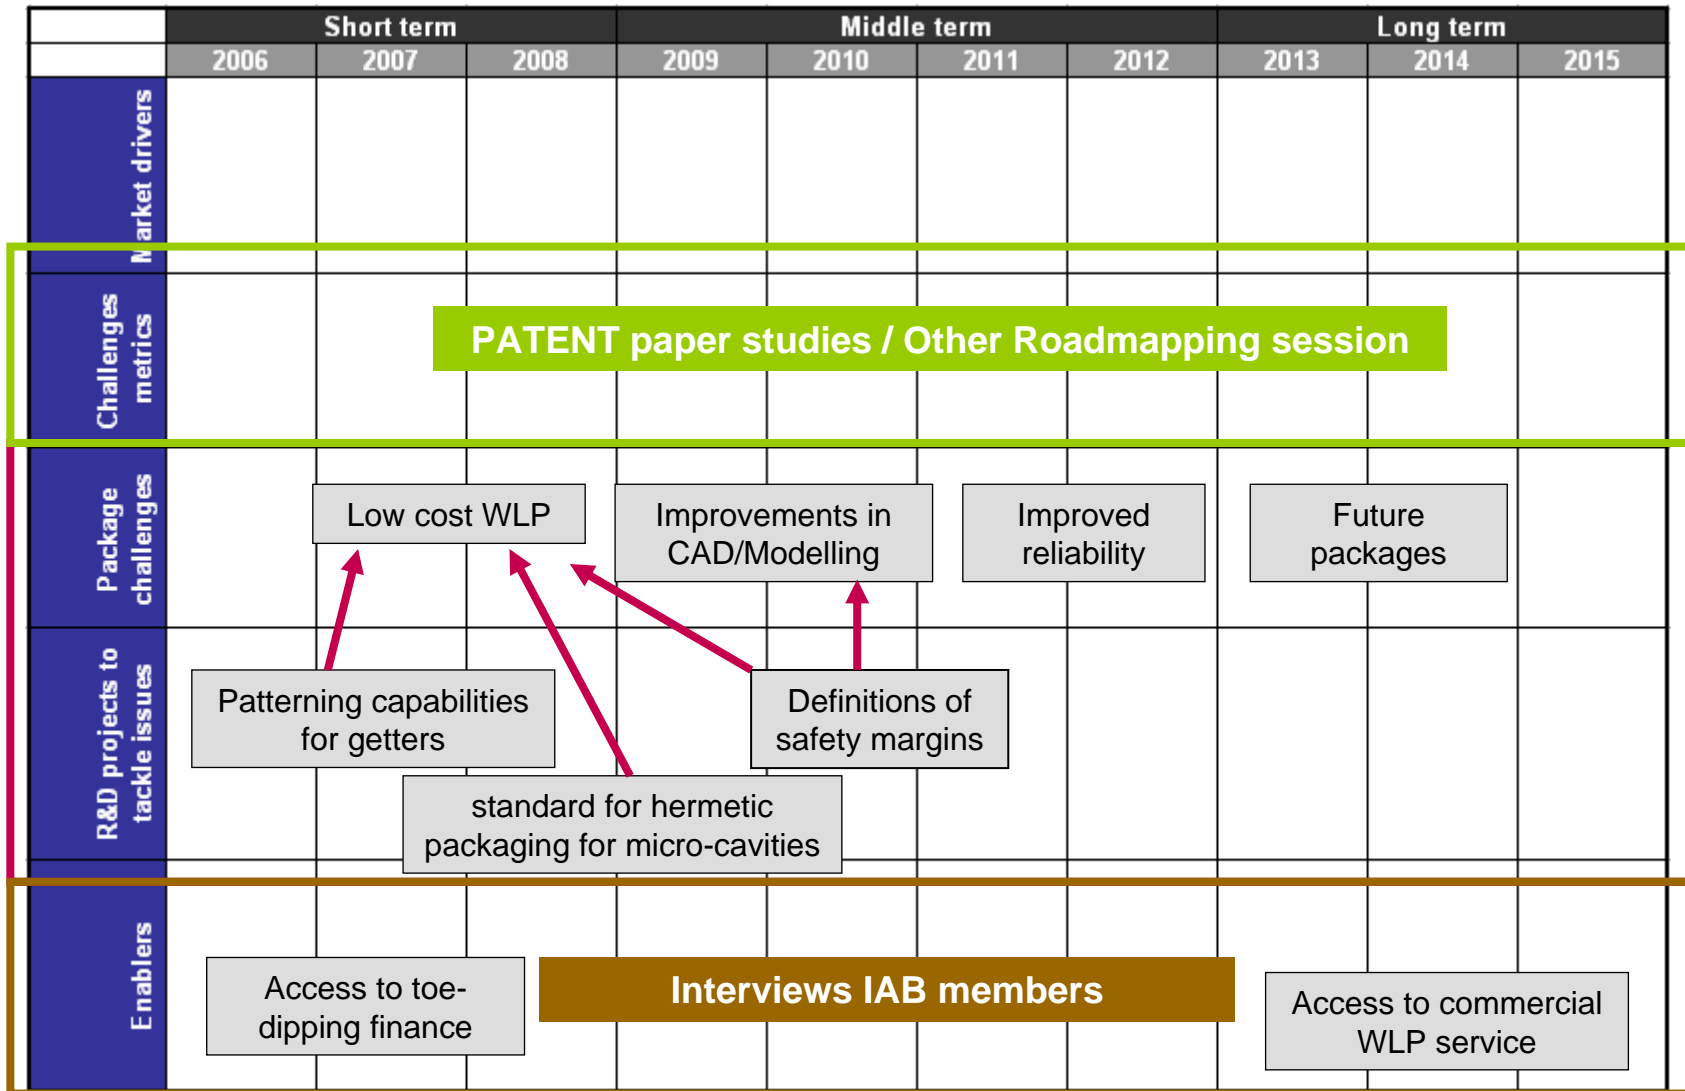 Short term Middle term Long term
2006 2007 2008 2009 2010 2011 2012 2013 2014 2015
Market drivers
Challenges
metrics
PATENT paper studies / Other Roadmapping session
Package
challenges
Low cost WLP
Improvements in
CAD/Modelling
Improved
reliability
Future
packages
R&D projects to
tackle issues
Patterning capabilities
for getters
Definitions of
safety margins
standard for hermetic
packaging for micro-cavities
Enablers
Access to toe-
dipping finance
Interviews IAB members
Access to commercial
WLP service